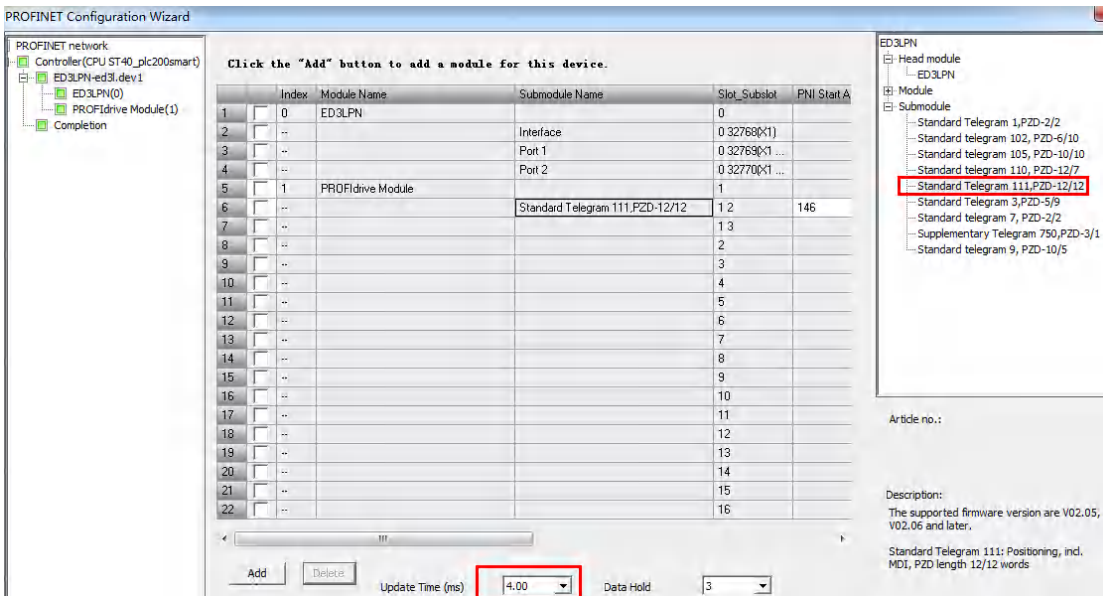 PROFINET Configuration Wizard
PROFINET network
Controller(CPU ST40_plc200smart)
ED3LPN-ed3l.dev1
ED3LPN(0)
PROFIdrive Module(1)
Completion
Click the "Add" button to add a module for this device.
Index Module Name Submodule Name Slot_Subslot PNI Start A
1 0 ED3LPN 0
2 -- Interface 0 32768(X1)
3 -- Port 1 0 32769(X1 ...
4 -- Port 2 0 32770(X1 ...
5 1 PROFIdrive Module 1
6 -- Standard Telegram 111,PZD-12/12 1 2 146
7 -- 1 3
8 -- 2
9 -- 3
10 -- 4
11 -- 5
12 -- 6
13 -- 7
14 -- 8
15 -- 9
16 -- 10
17 -- 11
18 -- 12
19 -- 13
20 -- 14
21 -- 15
22 -- 16
Add Delete Update Time (ms) 4.00 Data Hold 3
ED3LPN
Head module
ED3LPN
Module
Submodule
Standard Telegram 1,PZD-2/2
Standard telegram 102, PZD-6/10
Standard telegram 105, PZD-10/10
Standard telegram 110, PZD-12/7
Standard Telegram 111,PZD-12/12
Standard Telegram 3,PZD-5/9
Standard telegram 7, PZD-2/2
Supplementary Telegram 750,PZD-3/1
Standard telegram 9, PZD-10/5
Article no.:
Description:
The supported firmware version are V02.05,
V02.06 and later.
Standard Telegram 111: Positioning, incl.
MDI, PZD length 12/12 words